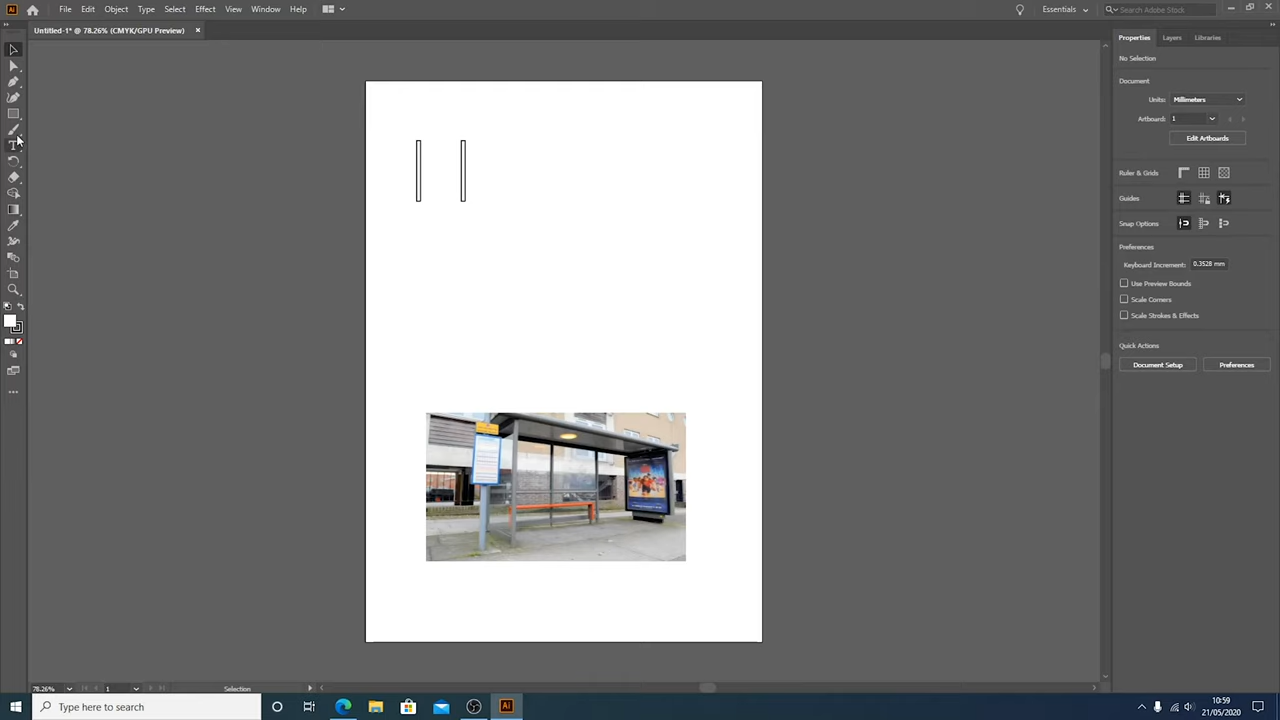 Ai File Edit Object Type Select Effect View Window Help Essentials Search Adobe Stock
Untitled-1* @ 78.26% (CMYK/GPU Preview) ×
Properties Layers Libraries
No Selection
Document
Units: Millimeters
Artboard: 1
Edit Artboards
Ruler & Grids
Guides
Snap Options
Preferences
Keyboard Increment: 0.3528 mm
Use Preview Bounds
Scale Corners
Scale Strokes & Effects
Quick Actions
Document Setup Preferences
T
78.26% 1 Selection
Type here to search Ai 10:59
21/05/2020